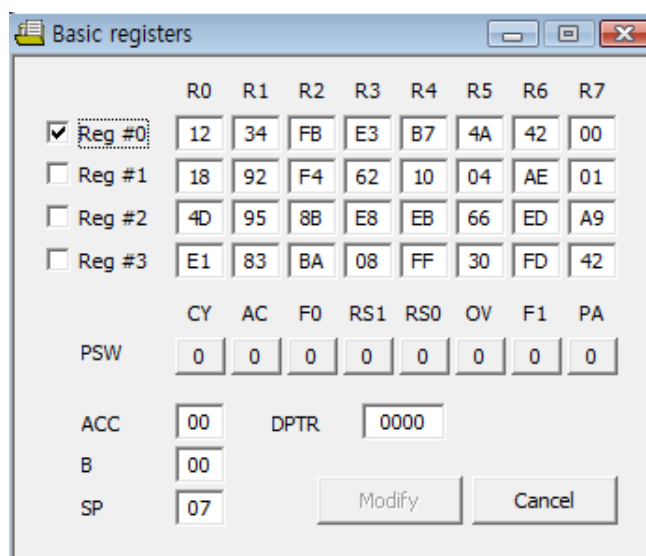 Basic registers
R0 R1 R2 R3 R4 R5 R6 R7
Reg #0 12 34 FB E3 B7 4A 42 00
Reg #1 18 92 F4 62 10 04 AE 01
Reg #2 4D 95 8B E8 EB 66 ED A9
Reg #3 E1 83 BA 08 FF 30 FD 42
CY AC F0 RS1 RS0 OV F1 PA
PSW 0 0 0 0 0 0 0 0
ACC 00 DPTR 0000
B 00
SP 07 Modify Cancel